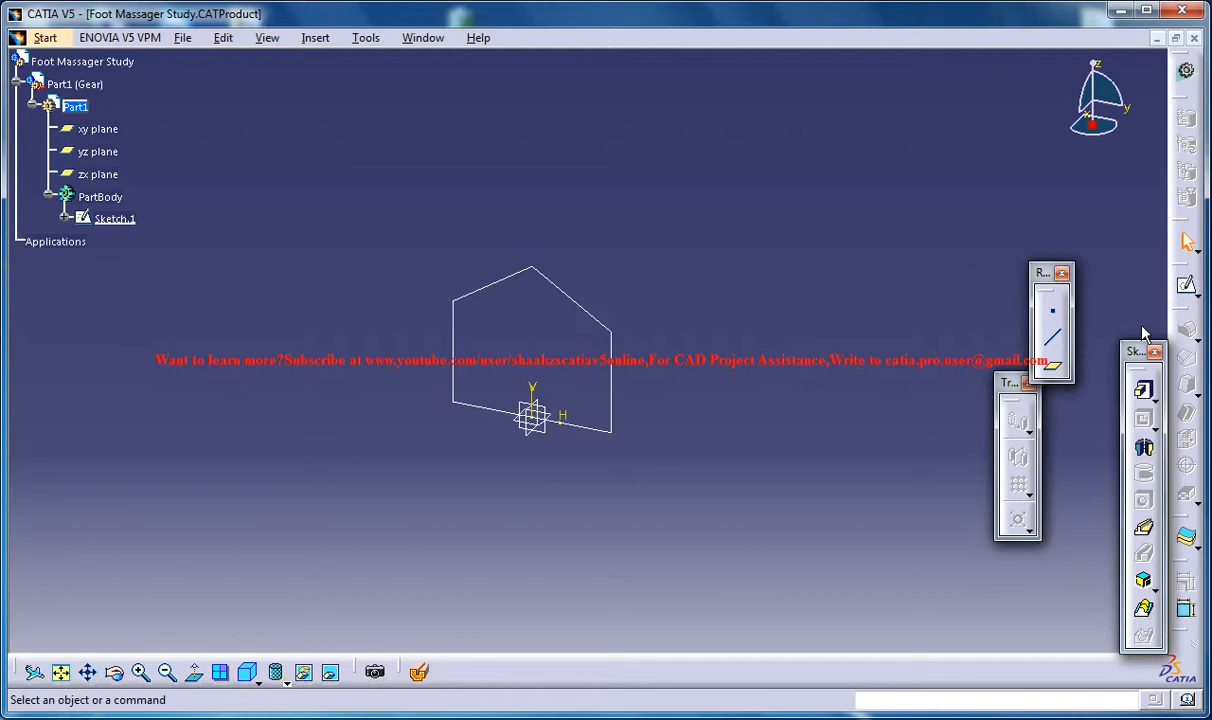 CATIA V5 - [Foot Massager Study.CATProduct]
Start ENOVIA V5 VPM File Edit View Insert Tools Window Help
Foot Massager Study
Part1 (Gear)
Part1
xy plane
yz plane
zx plane
PartBody
Sketch.1
Applications
z
y
x
R...
Sk...
Tr...
Want to learn more?Subscribe at www.youtube.com/user/shaakzscatiav5online,For CAD Project Assistance,Write to catia.pro.user@gmail.com
V
H
CATIA
Select an object or a command